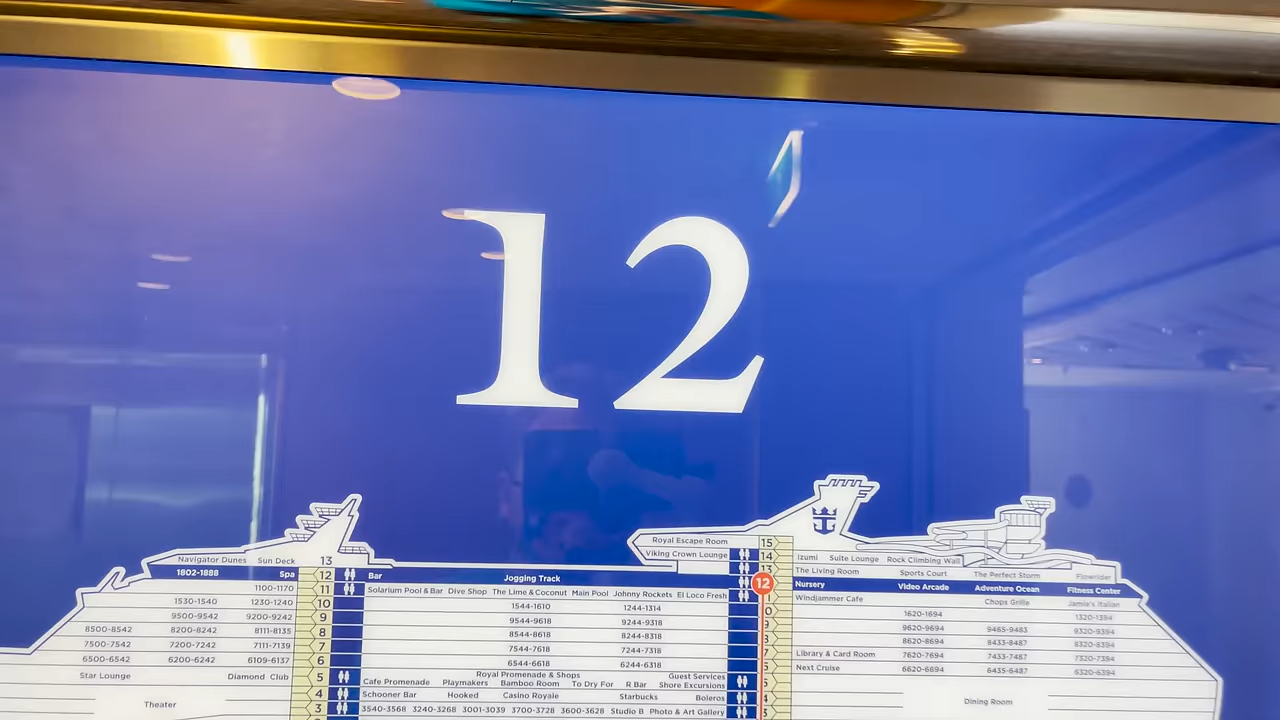 12
Royal Escape Room 15
Viking Crown Lounge 14 Izumi Suite Lounge Rock Climbing Wall
Navigator Dunes Sun Deck 13 13 The Living Room Sports Court The Perfect Storm Flowrider
1802-1888 Spa 12 Bar Jogging Track 12 Nursery Video Arcade Adventure Ocean Fitness Center
1100-1170 11 Solarium Pool & Bar Dive Shop The Lime & Coconut Main Pool Johnny Rockets El Loco Fresh Windjammer Cafe Chops Grille Jamie's Italian
1530-1540 1230-1240 10 1544-1610 1244-1314 1620-1694 1320-1394
9500-9542 9200-9242 9 9544-9618 9244-9318 9620-9694 9465-9483 9320-9394
8500-8542 8200-8242 8111-8135 8 8544-8618 8244-8318 8620-8694 8433-8487 8320-8394
7500-7542 7200-7242 7111-7139 7 7544-7618 7244-7318 Library & Card Room 7620-7694 7433-7487 7320-7394
6500-6542 6200-6242 6109-6137 6 6544-6618 6244-6318 Next Cruise 6620-6694 6435-6487 6320-6394
Star Lounge Diamond Club 5 Royal Promenade & Shops Guest Services
Cafe Promenade Playmakers Bamboo Room To Dry For R Bar Shore Excursions
4 Schooner Bar Hooked Casino Royale Starbucks Boleros
Theater 3 3540-3568 3240-3268 3001-3039 3700-3728 3600-3628 Studio B Photo & Art Gallery Dining Room